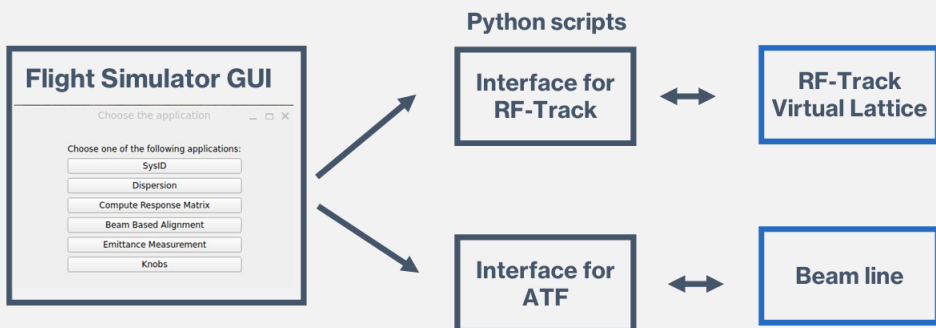 Python scripts
Flight Simulator GUI
Choose the application
Choose one of the following applications:
SysID
Dispersion
Compute Response Matrix
Beam Based Alignment
Emittance Measurement
Knobs
Interface for
RF-Track
RF-Track
Virtual Lattice
Interface for
ATF
Beam line